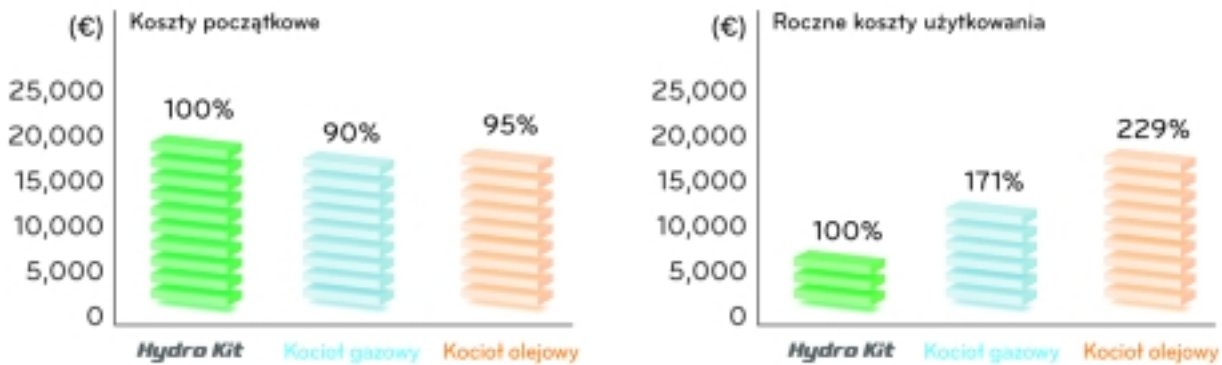 (€) Koszty początkowe
25,000
20,000
15,000
10,000
5,000
0
100%
90%
95%
Hydro Kit
Kocioł gazowy
Kocioł olejowy
(€) Roczne koszty użytkowania
25,000
20,000
15,000
10,000
5,000
0
100%
171%
229%
Hydro Kit
Kocioł gazowy
Kocioł olejowy